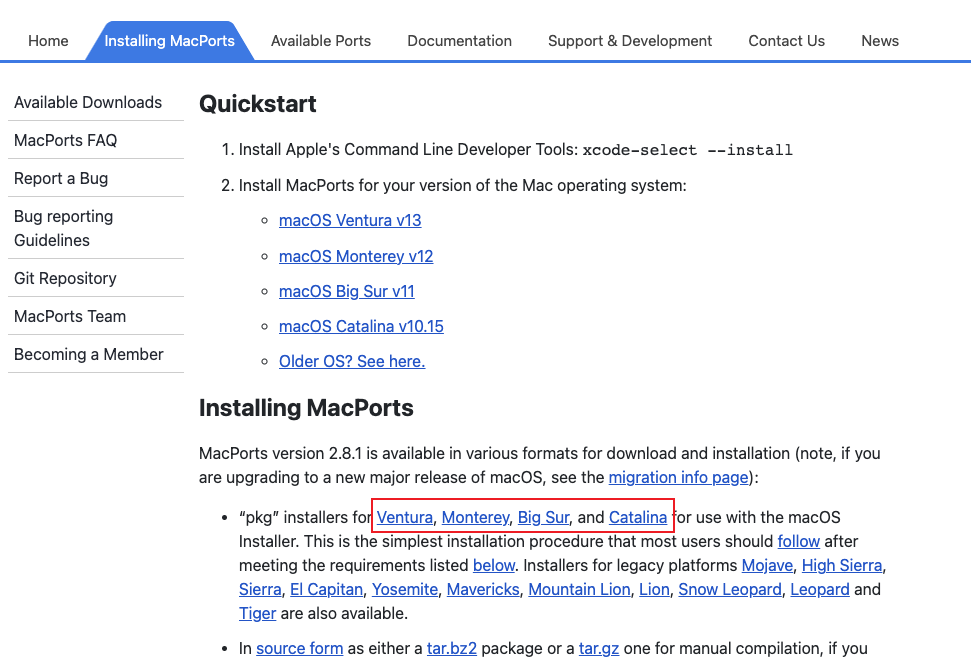 Home Installing MacPorts Available Ports Documentation Support & Development Contact Us News
Available Downloads
MacPorts FAQ
Report a Bug
Bug reporting
Guidelines
Git Repository
MacPorts Team
Becoming a Member
Quickstart
1. Install Apple's Command Line Developer Tools: xcode-select --install
2. Install MacPorts for your version of the Mac operating system:
macOS Ventura v13
macOS Monterey v12
macOS Big Sur v11
macOS Catalina v10.15
Older OS? See here.
Installing MacPorts
MacPorts version 2.8.1 is available in various formats for download and installation (note, if you
are upgrading to a new major release of macOS, see the migration info page):
• “pkg” installers for Ventura, Monterey, Big Sur, and Catalina for use with the macOS
Installer. This is the simplest installation procedure that most users should follow after
meeting the requirements listed below. Installers for legacy platforms Mojave, High Sierra,
Sierra, El Capitan, Yosemite, Mavericks, Mountain Lion, Lion, Snow Leopard, Leopard and
Tiger are also available.
• In source form as either a tar.bz2 package or a tar.gz one for manual compilation, if you